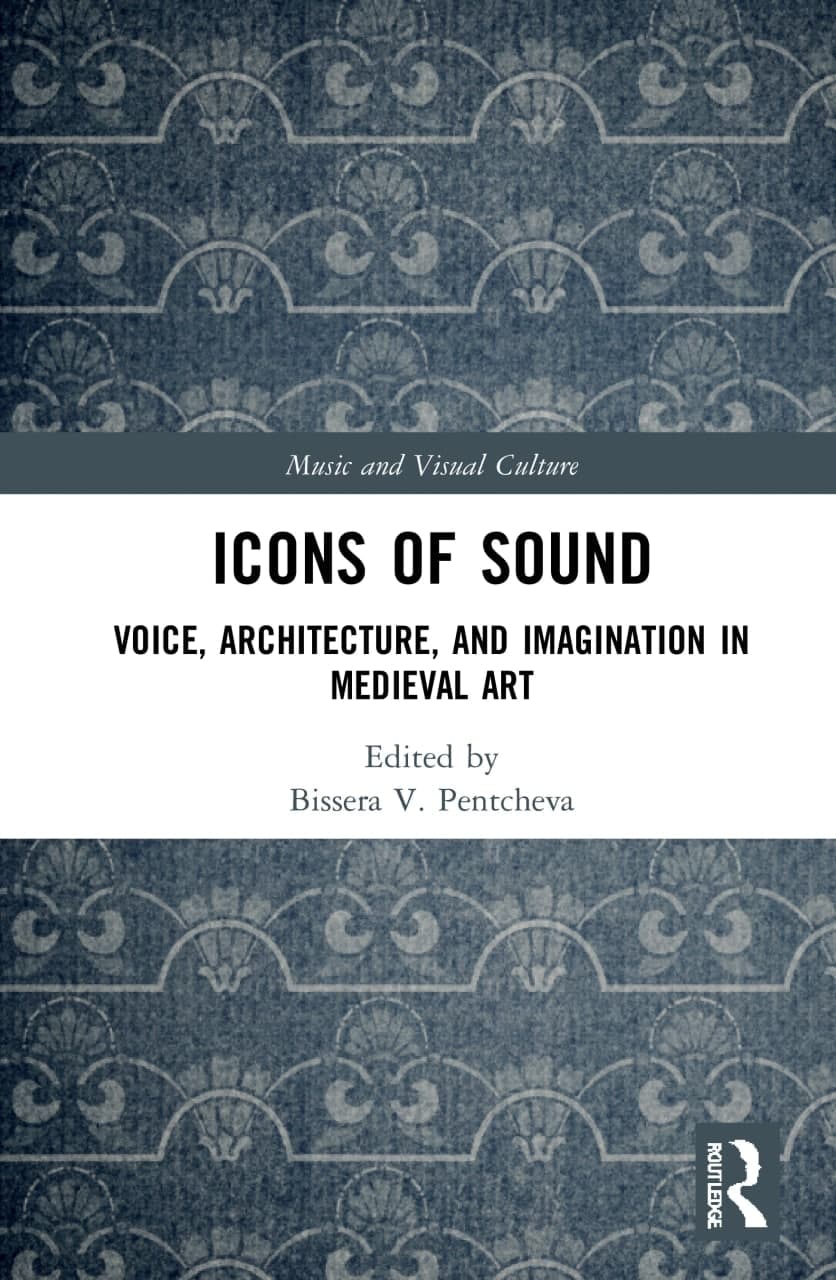 Music and Visual Culture
ICONS OF SOUND
VOICE, ARCHITECTURE, AND IMAGINATION IN
MEDIEVAL ART
Edited by
Bissera V. Pentcheva
ROUTLEDGE